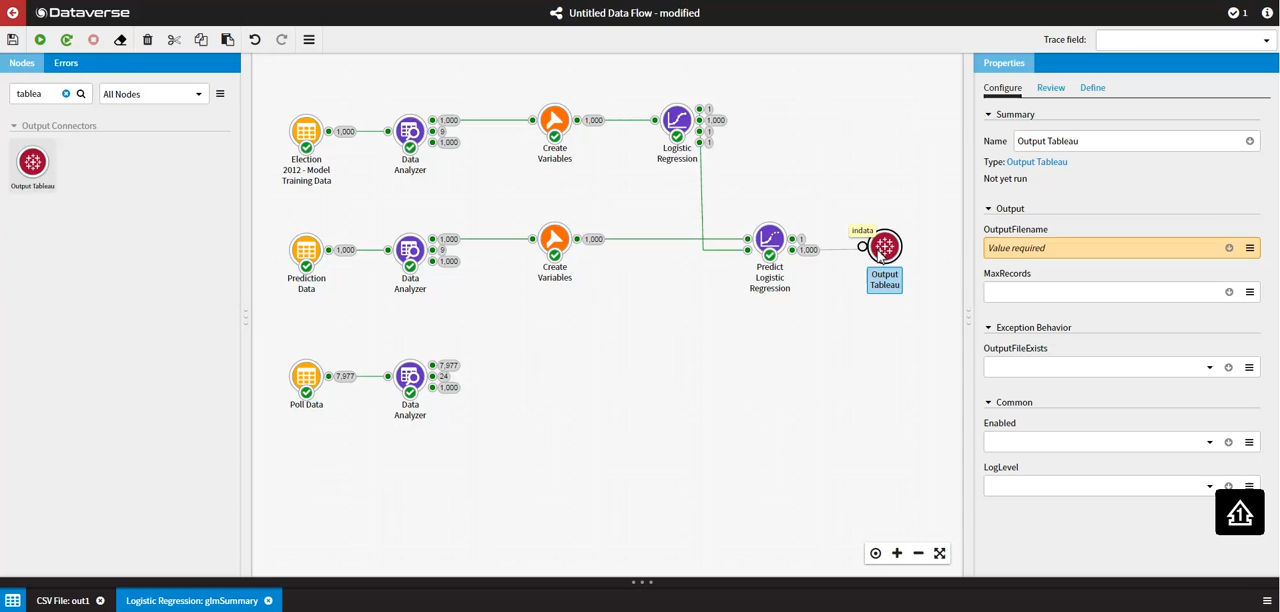 Dataverse
Untitled Data Flow - modified
1
Trace field:
Nodes
Errors
Properties
tablea
All Nodes
Output Connectors
Output Tableau
Election
2012 - Model
Training Data
1,000
Data
Analyzer
1,000
9
1,000
Create
Variables
1,000
Logistic
Regression
1
1,000
1
1
Prediction
Data
1,000
Data
Analyzer
1,000
9
1,000
Create
Variables
1,000
Predict
Logistic
Regression
1
1,000
indata
Output
Tableau
Poll Data
7,977
Data
Analyzer
7,977
24
1,000
Configure
Review
Define
Summary
Name
Output Tableau
Type: Output Tableau
Not yet run
Output
OutputFilename
Value required
MaxRecords
Exception Behavior
OutputFileExists
Common
Enabled
LogLevel
1
CSV File: out1
Logistic Regression: glmSummary